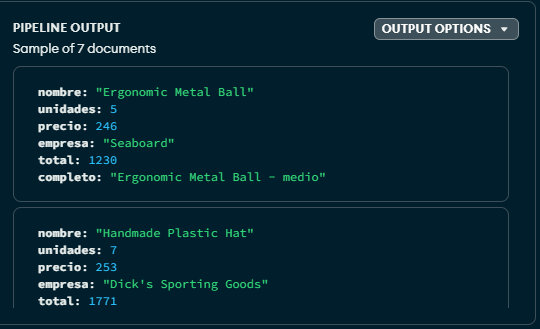 PIPELINE OUTPUT
OUTPUT OPTIONS
Sample of 7 documents
nombre: "Ergonomic Metal Ball"
unidades: 5
precio: 246
empresa: "Seaboard"
total: 1230
completo: "Ergonomic Metal Ball - medio"
nombre: "Handmade Plastic Hat"
unidades: 7
precio: 253
empresa: "Dick's Sporting Goods"
total: 1771